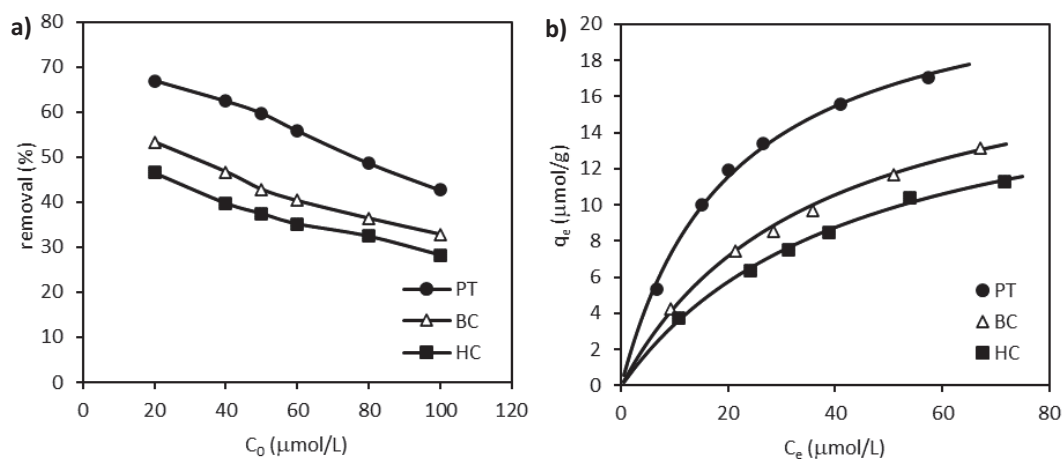 a)
removal (%)
80
70
60
50
40
30
20
10
0
0 20 40 60 80 100 120
C₀ (μmol/L)
PT
BC
HC
b)
qₑ (μmol/g)
20
18
16
14
12
10
8
6
4
2
0
0 20 40 60 80
Cₑ (μmol/L)
PT
BC
HC